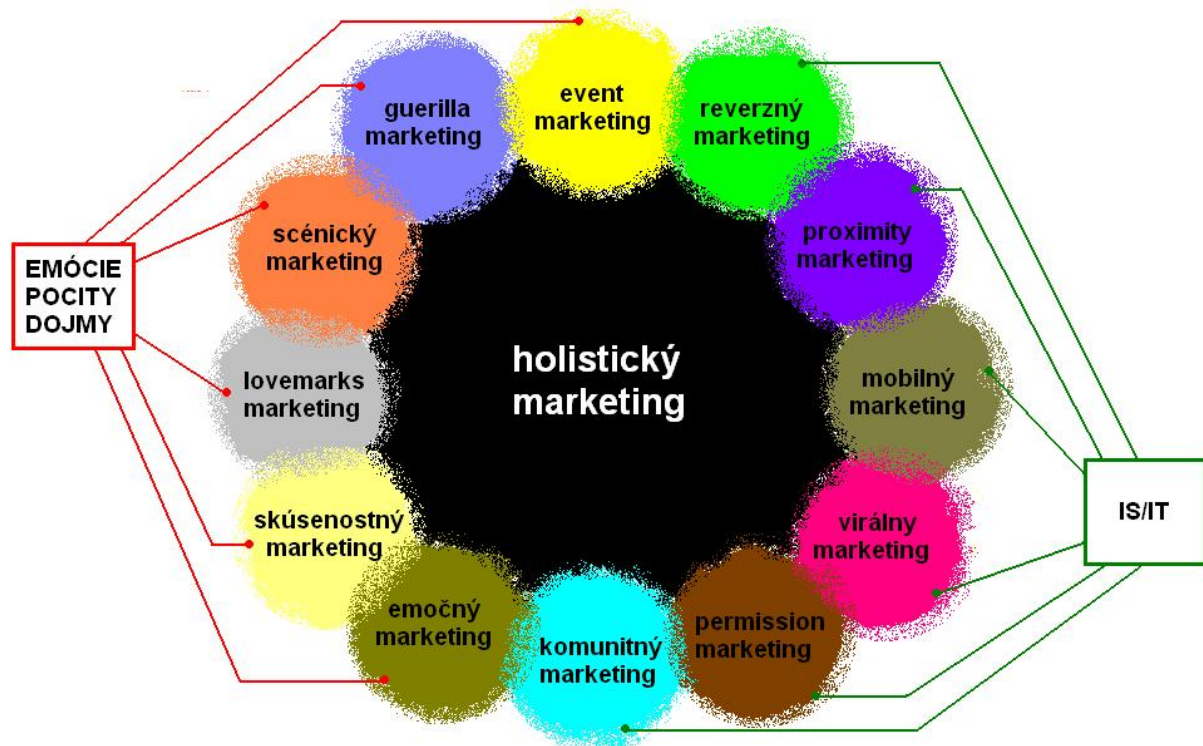 event
marketing
guerilla
marketing
reverzný
marketing
scénický
marketing
proximity
marketing
EMÓCIE
POCITY
DOJMY
holistický
marketing
lovemarks
marketing
mobilný
marketing
skúsenostný
marketing
virálny
marketing
IS/IT
emočný
marketing
komunitný
marketing
permission
marketing